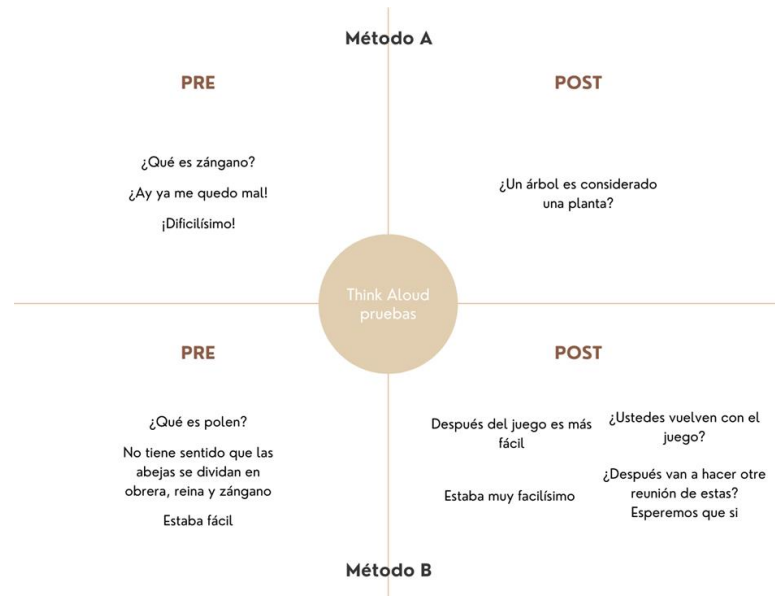 Método A
PRE
POST
¿Qué es zángano?
¿Ay ya me quedo mal!
¡Dificilísimo!
¿Un árbol es considerado
una planta?
Think Aloud
pruebas
PRE
POST
¿Qué es polen?
No tiene sentido que las
abejas se dividan en
obrera, reina y zángano
Estaba fácil
Después del juego es más
fácil
Estaba muy facilísimo
¿Ustedes vuelven con el
juego?
¿Después van a hacer otre
reunión de estas?
Esperemos que si
Método B